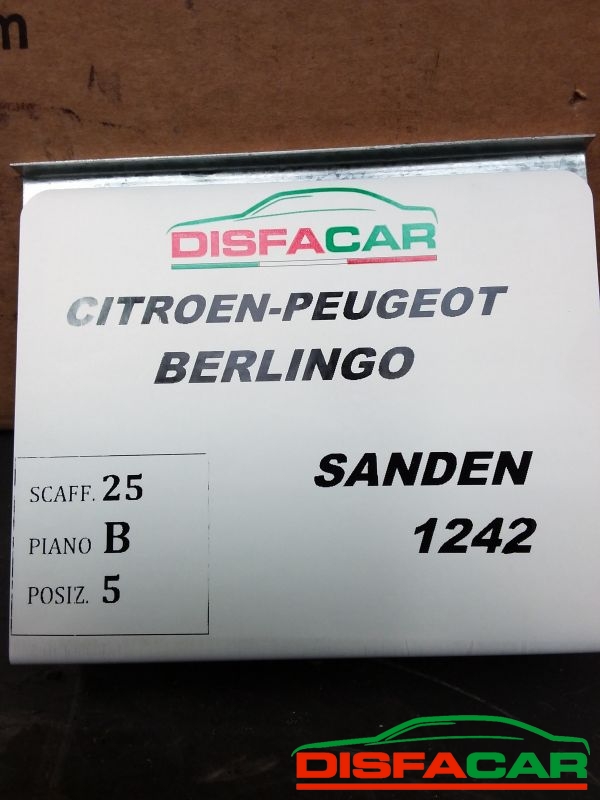 m
DISFACAR
CITROEN-PEUGEOT
BERLINGO
SANDEN
1242
SCAFF. 25
PIANO B
POSIZ. 5
DISFACAR